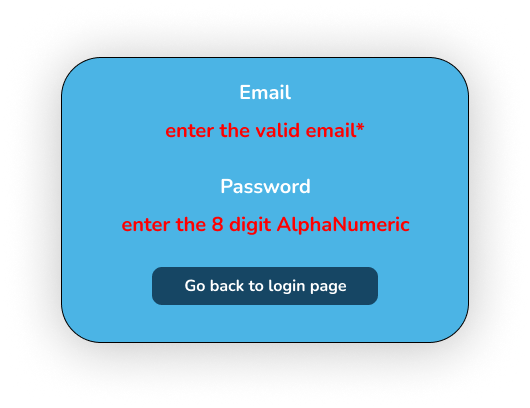 Email
enter the valid email*
Password
enter the 8 digit AlphaNumeric
Go back to login page